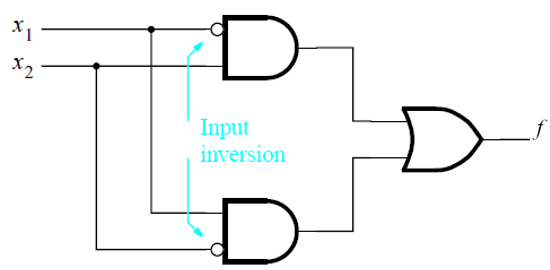 x1
x2
Input
inversion
f